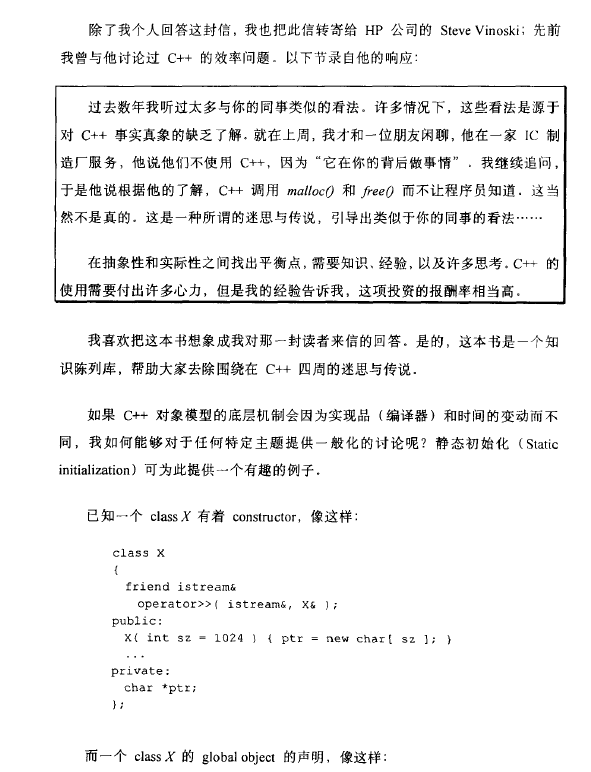 除了我个人回答这封信，我也把此信转寄给 HP 公司的 Steve Vinoski；先前
我曾与他讨论过 C++ 的效率问题。以下节录自他的响应：
过去数年我听过太多与你的同事类似的看法。许多情况下，这些看法是源于
对 C++ 事实真象的缺乏了解。就在上周，我才和一位朋友闲聊，他在一家 IC 制
造厂服务，他说他们不使用 C++，因为“它在你的背后做事情”。我继续追问，
于是他说根据他的了解，C++ 调用 malloc() 和 free() 而不让程序员知道。这当
然不是真的。这是一种所谓的迷思与传说，引导出类似于你的同事的看法……
在抽象性和实际性之间找出平衡点，需要知识、经验，以及许多思考。C++ 的
使用需要付出许多心力，但是我的经验告诉我，这项投资的报酬率相当高。
我喜欢把这本书想象成我对那一封读者来信的回答。是的，这本书是一个知
识陈列库，帮助大家去除围绕在 C++ 四周的迷思与传说。
如果 C++ 对象模型的底层机制会因为实现品（编译器）和时间的变动而不
同，我如何能够对于任何特定主题提供一般化的讨论呢？静态初始化（Static
initialization）可为此提供一个有趣的例子。
已知一个 class X 有着 constructor，像这样：
class X
{
friend istream&
operator>>( istream&, X& );
public:
X( int sz = 1024 ) { ptr = new char[ sz ]; }
...
private:
char *ptr;
};
而一个 class X 的 global object 的声明，像这样：